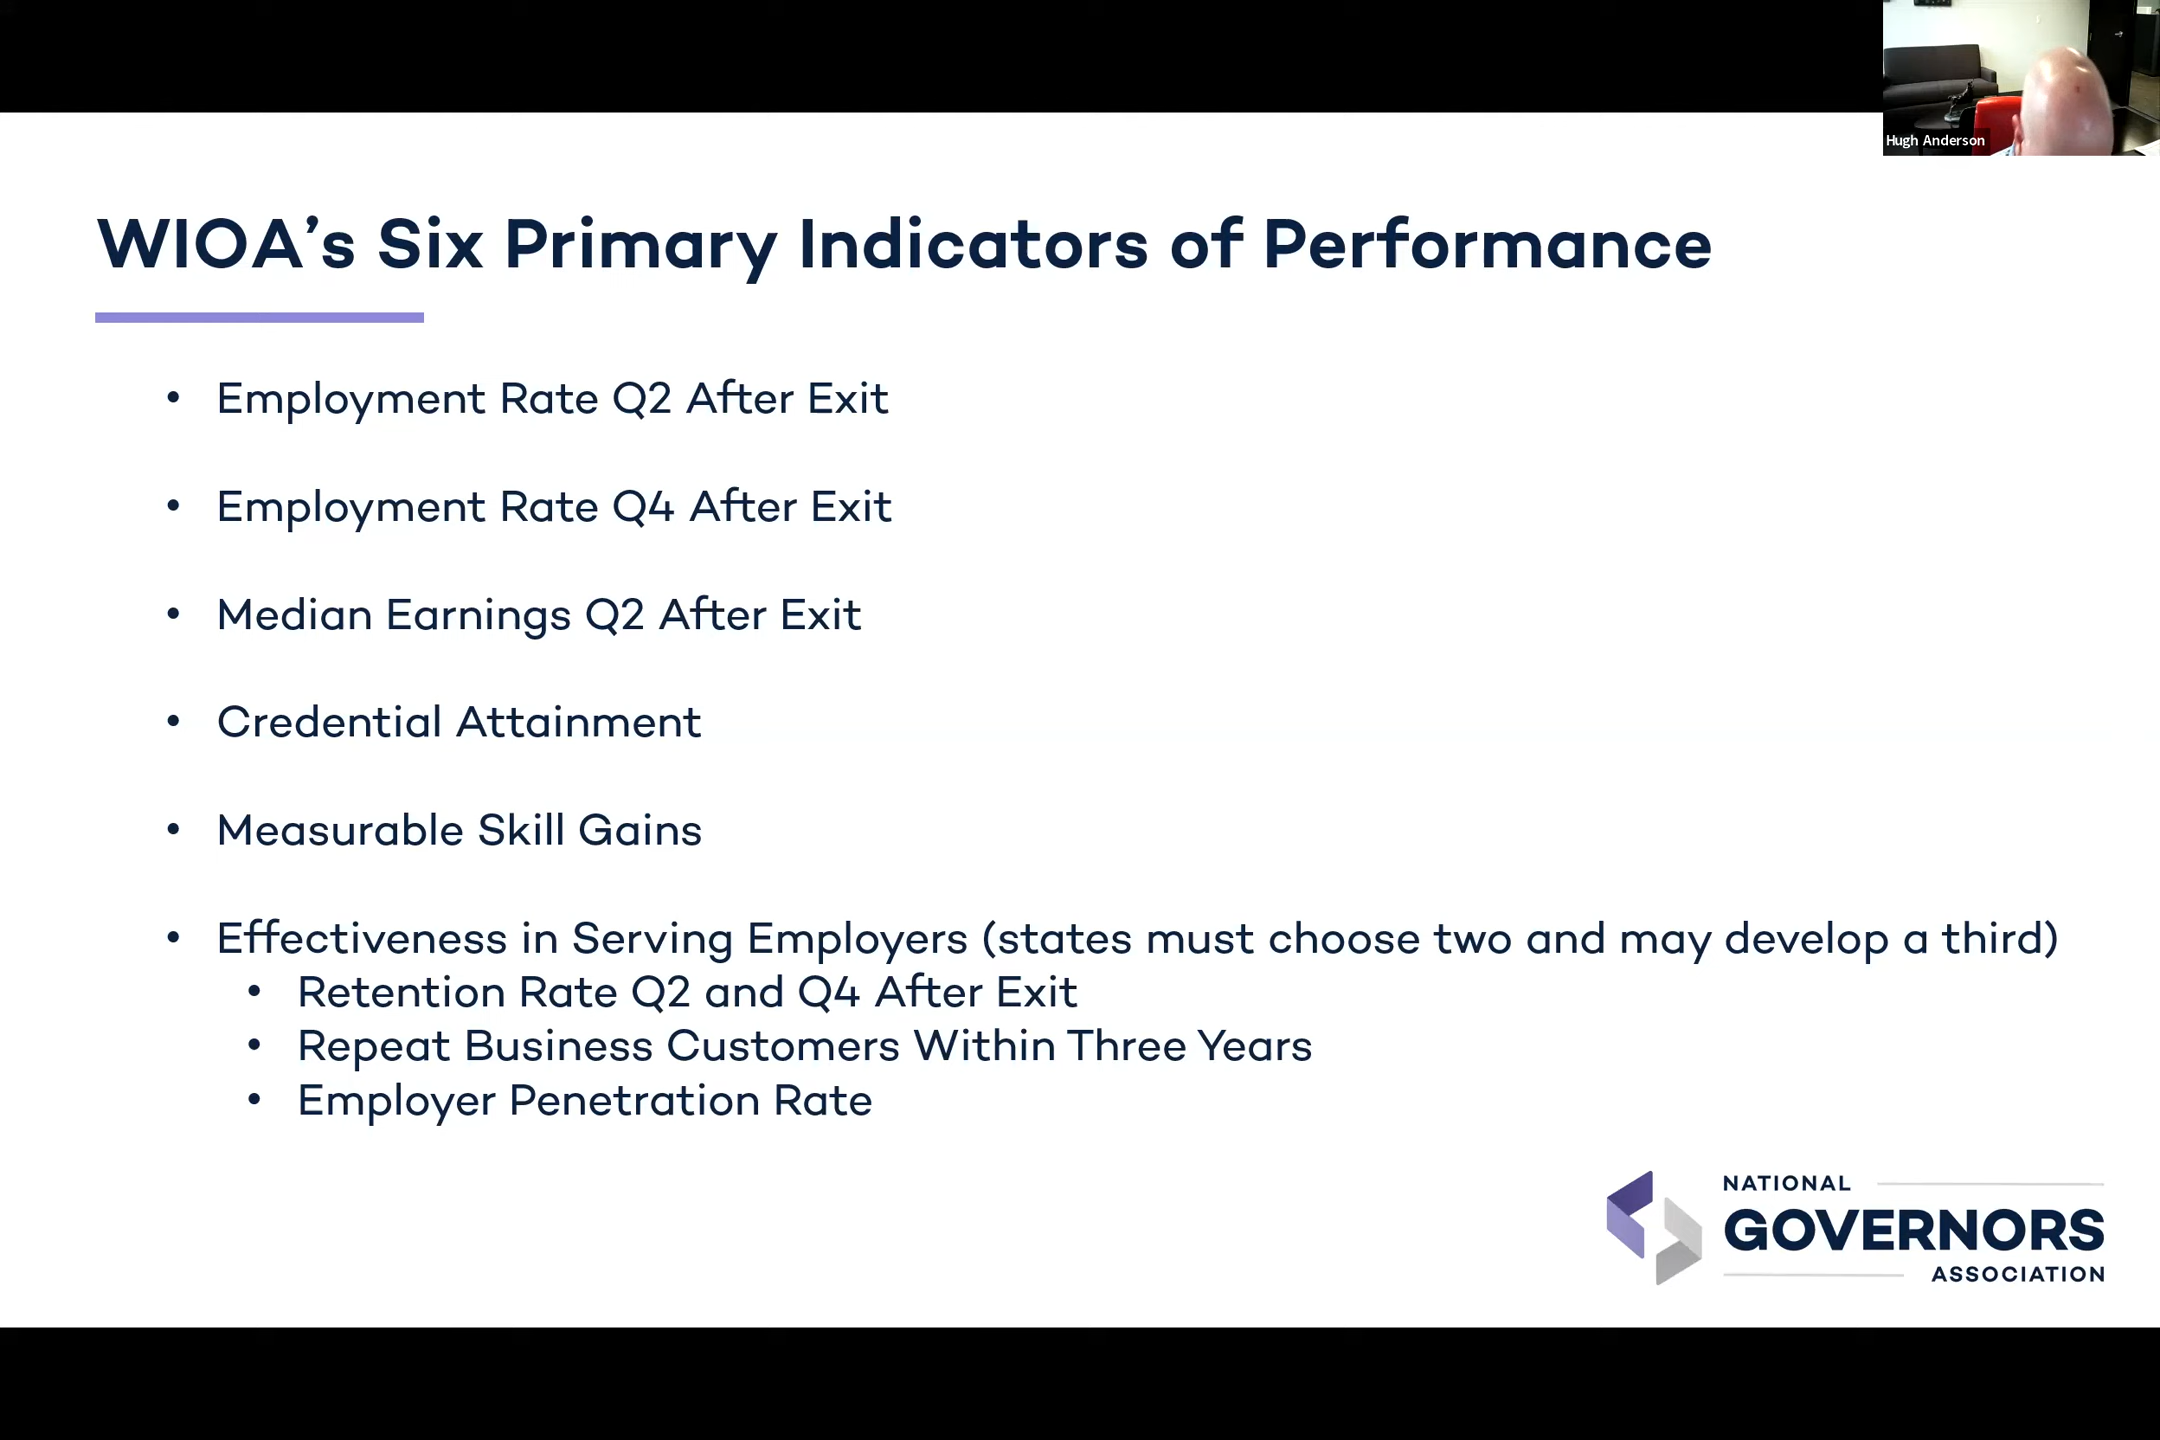 Hugh Anderson
WIOA’s Six Primary Indicators of Performance
• Employment Rate Q2 After Exit
• Employment Rate Q4 After Exit
• Median Earnings Q2 After Exit
• Credential Attainment
• Measurable Skill Gains
• Effectiveness in Serving Employers (states must choose two and may develop a third)
• Retention Rate Q2 and Q4 After Exit
• Repeat Business Customers Within Three Years
• Employer Penetration Rate
NATIONAL
GOVERNORS
ASSOCIATION